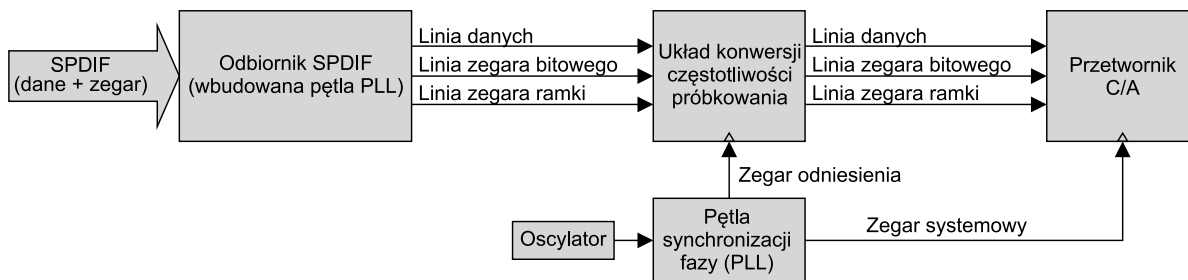 SPDIF
(dane + zegar)
Odbiornik SPDIF
(wbudowana pętla PLL)
Linia danych
Linia zegara bitowego
Linia zegara ramki
Układ konwersji
częstotliwości
próbkowania
Linia danych
Linia zegara bitowego
Linia zegara ramki
Przetwornik
C/A
Zegar odniesienia
Oscylator
Pętla
synchronizacji
fazy (PLL)
Zegar systemowy